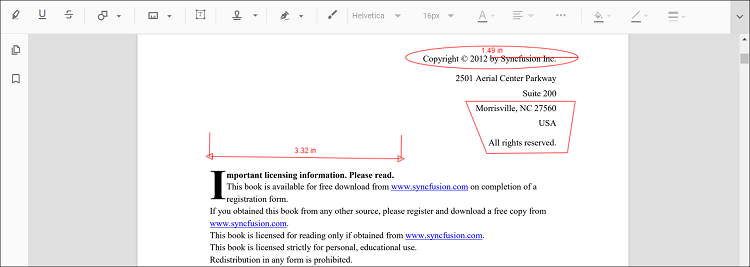 Helvetica 16px
1.49 in
Copyright © 2012 by Syncfusion Inc.
2501 Aerial Center Parkway
Suite 200
Morrisville, NC 27560
USA
All rights reserved.
3.32 in
Important licensing information. Please read.
This book is available for free download from www.syncfusion.com on completion of a
registration form.
If you obtained this book from any other source, please register and download a free copy from
www.syncfusion.com.
This book is licensed for reading only if obtained from www.syncfusion.com.
This book is licensed strictly for personal, educational use.
Redistribution in any form is prohibited.